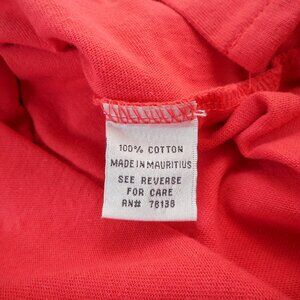 100% COTTON
MADE IN MAURITIUS
SEE REVERSE
FOR CARE
RN# 78138